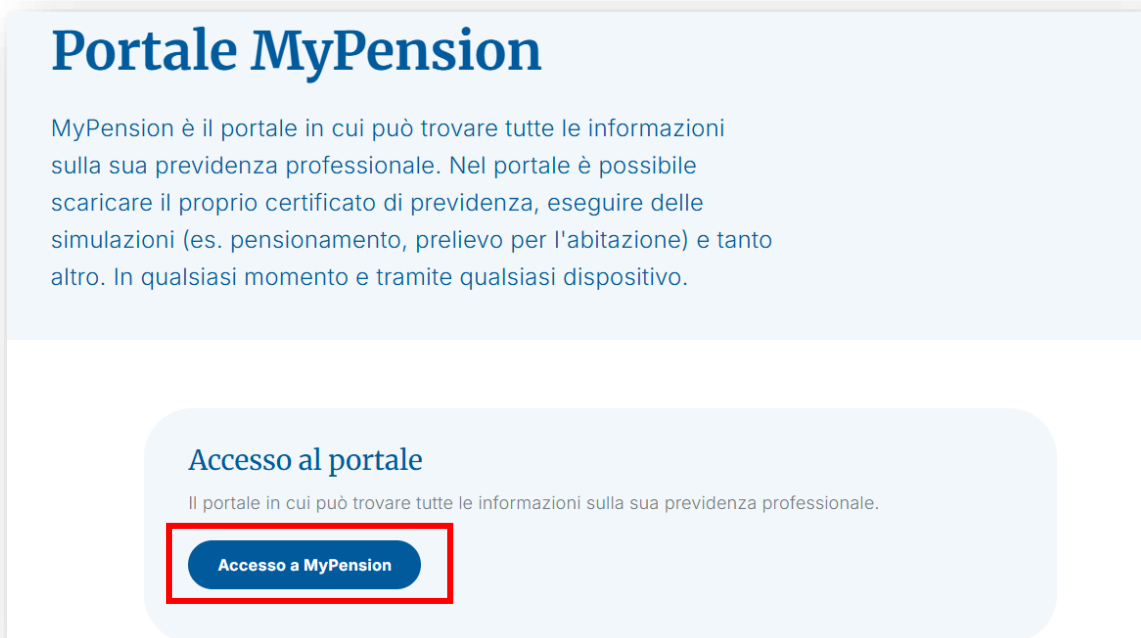 Portale MyPension
MyPension è il portale in cui può trovare tutte le informazioni
sulla sua previdenza professionale. Nel portale è possibile
scaricare il proprio certificato di previdenza, eseguire delle
simulazioni (es. pensionamento, prelievo per l'abitazione) e tanto
altro. In qualsiasi momento e tramite qualsiasi dispositivo.
Accesso al portale
Il portale in cui può trovare tutte le informazioni sulla sua previdenza professionale.
Accesso a MyPension